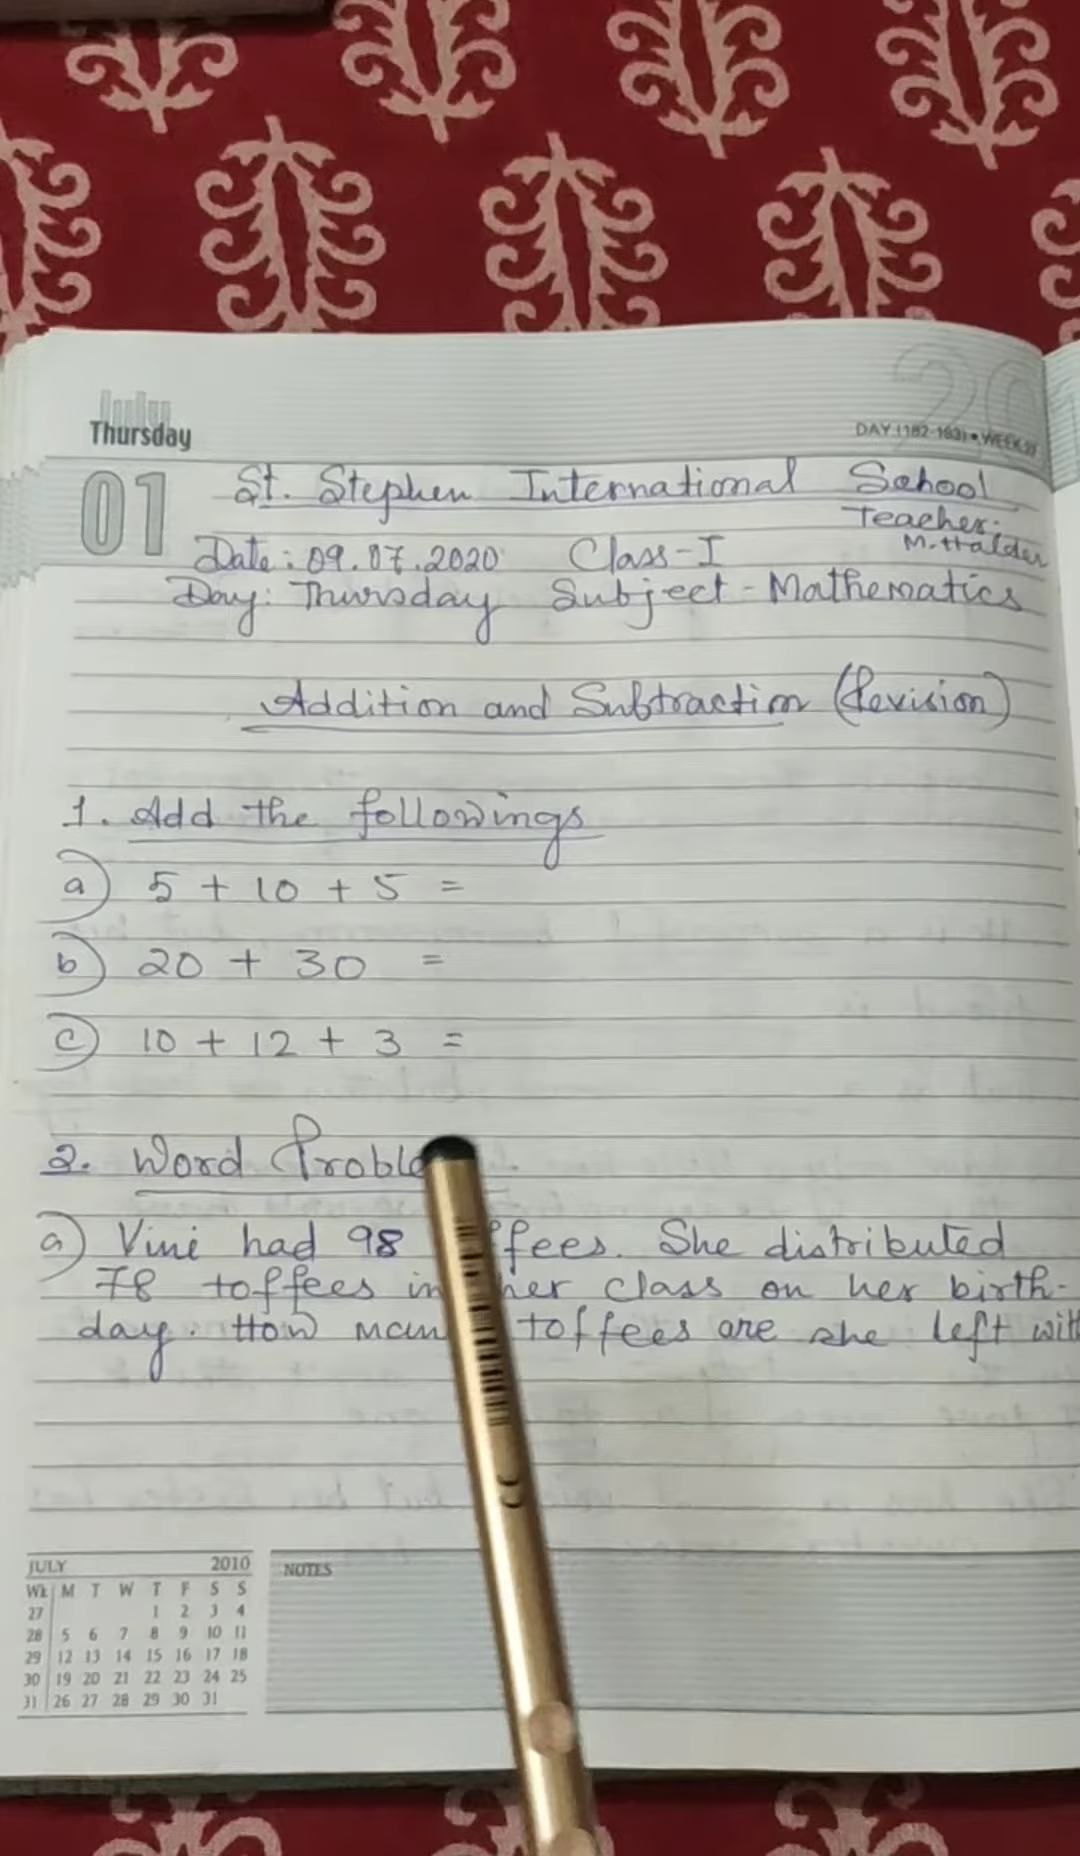 July
Thursday
DAY (182-183) • WEEK 27
01
St. Stephen International School
Teacher:
M. Halder
Date: 09.07.2020 Class-I
Day: Thursday Subject - Mathematics
Addition and Subtraction (Revision)
1. Add the followings
a) 5 + 10 + 5 =
b) 20 + 30 =
c) 10 + 12 + 3 =
2. Word Proble
a) Vini had 98 ffees. She distributed
78 toffees in her class on her birth-
day. How man toffees are she left with
JULY 2010
Wk M T W T F S S
27 1 2 3 4
28 5 6 7 8 9 10 11
29 12 13 14 15 16 17 18
30 19 20 21 22 23 24 25
31 26 27 28 29 30 31
NOTES